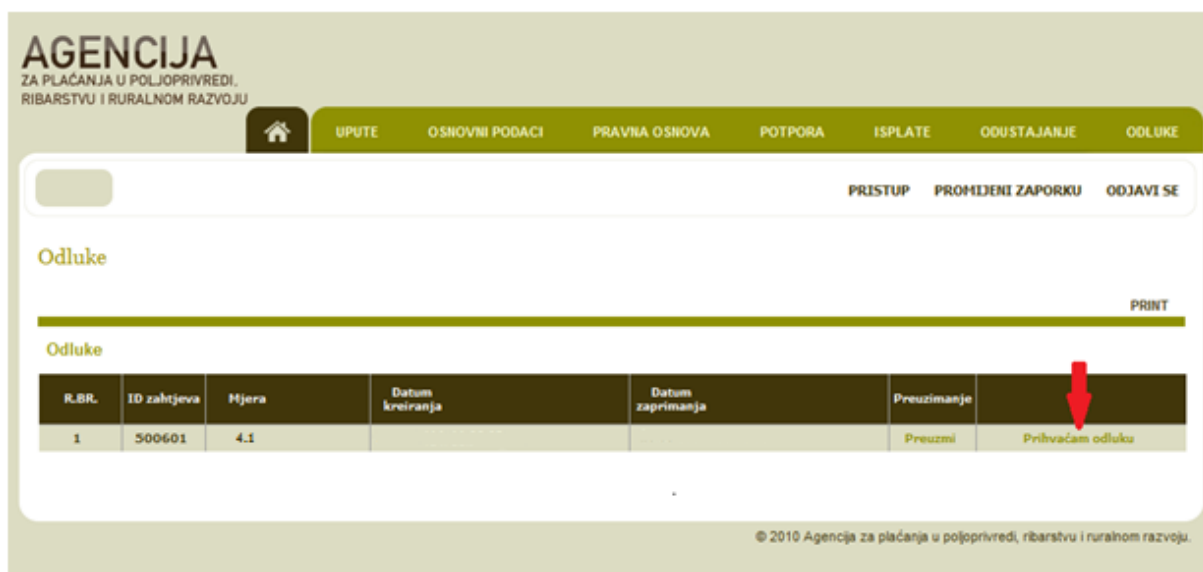 AGENCIJA
ZA PLAĆANJA U POLJOPRIVREDI,
RIBARSTVU I RURALNOM RAZVOJU
UPUTE OSNOVNI PODACI PRAVNA OSNOVA POTPORA ISPLATE ODUSTAJANJE ODLUKE
PRISTUP PROMIJENI ZAPORKU ODJAVI SE
Odluke
PRINT
Odluke
R.BR. ID zahtjeva Mjera Datum kreiranja Datum zaprimanja Preuzimanje
1 500601 4.1 Preuzmi Prihvaćam odluku
© 2010 Agencija za plaćanja u poljoprivredi, ribarstvu i ruralnom razvoju.